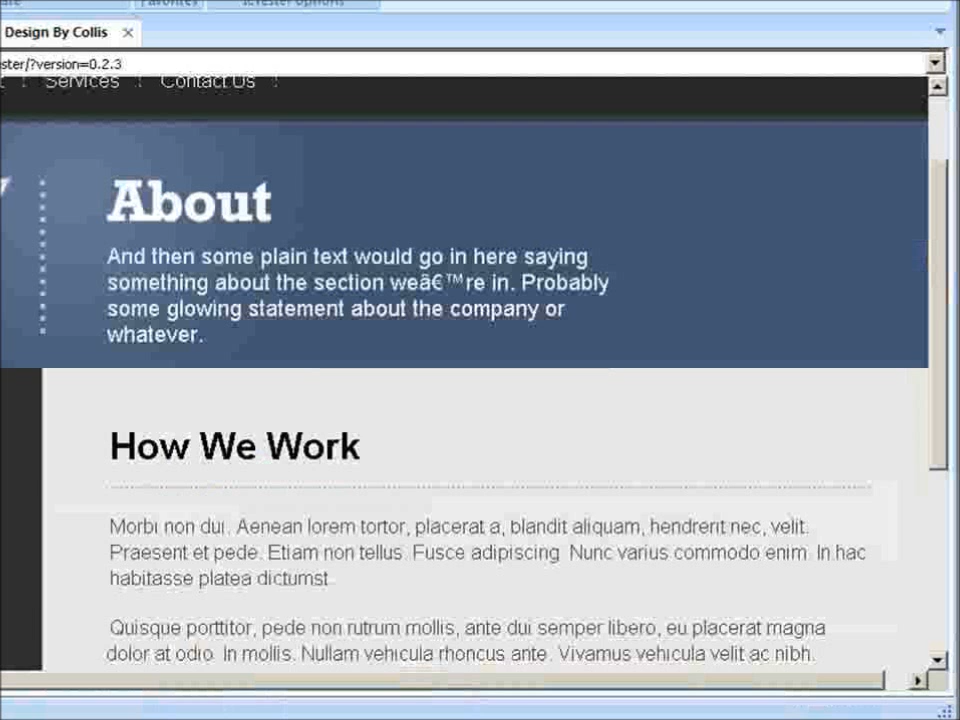 Favorites
Design By Collis
ster/?version=0.2.3
Services Contact Us
About
And then some plain text would go in here saying
something about the section weâ€™re in. Probably
some glowing statement about the company or
whatever.
How We Work
Morbi non dui. Aenean lorem tortor, placerat a, blandit aliquam, hendrerit nec, velit.
Praesent et pede. Etiam non tellus. Fusce adipiscing. Nunc varius commodo enim. In hac
habitasse platea dictumst.
Quisque porttitor, pede non rutrum mollis, ante dui semper libero, eu placerat magna
dolor at odio. In mollis. Nullam vehicula rhoncus ante. Vivamus vehicula velit ac nibh.